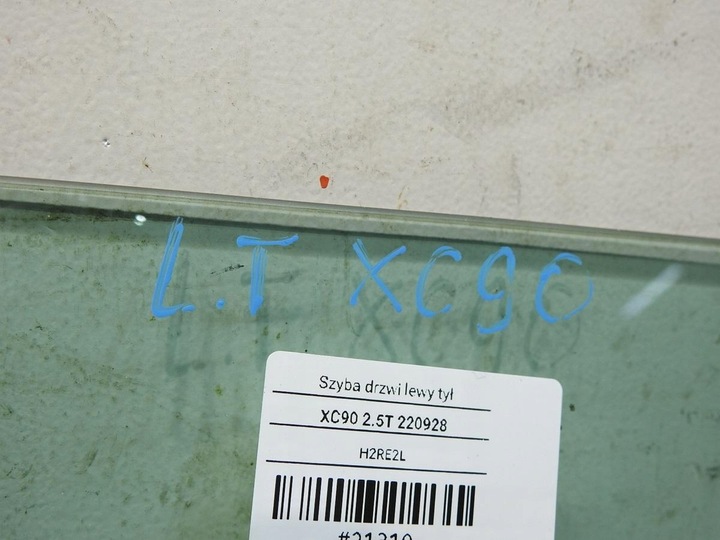 L.T XC90
Szyba drzwi lewy tył
XC90 2.5T 220928
H2RE2L